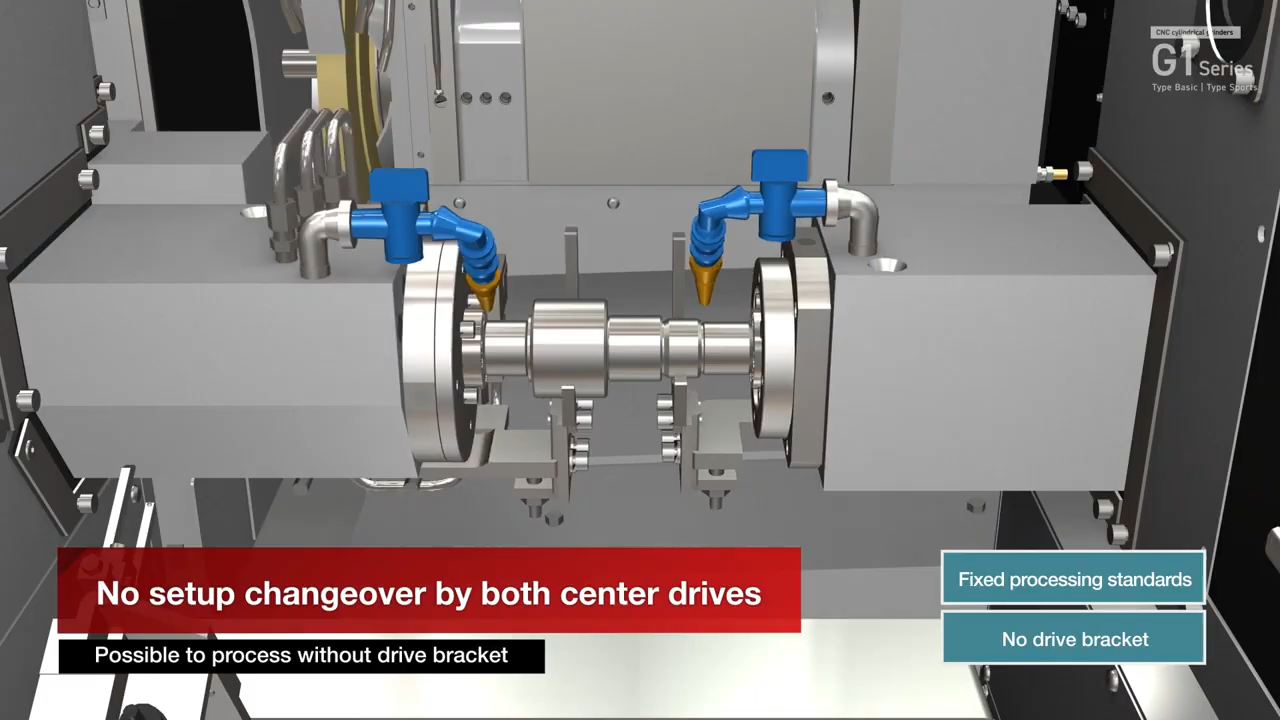 CNC cylindrical grinders
G1 Series
Type Basic | Type Sports
No setup changeover by both center drives
Possible to process without drive bracket
Fixed processing standards
No drive bracket